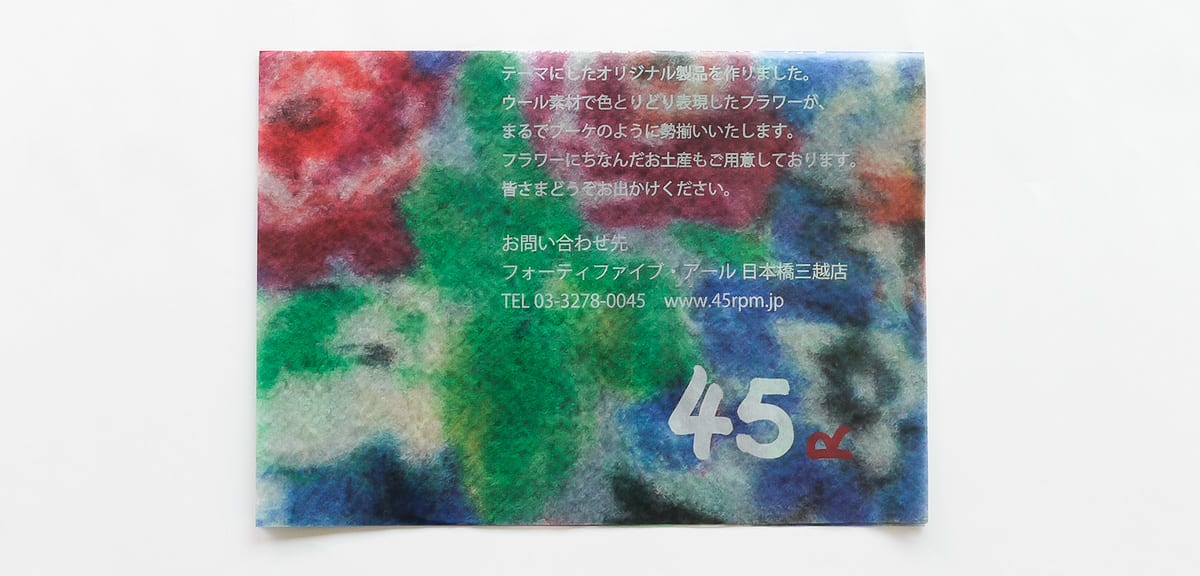 テーマにしたオリジナル製品を作りました。
ウール素材で色とりどり表現したフラワーが、
まるでブーケのように勢揃いいたします。
フラワーにちなんだお土産もご用意しております。
皆さまどうぞお出かけください。
お問い合わせ先
フォーティファイブ・アール 日本橋三越店
TEL 03-3278-0045 www.45rpm.jp
45R